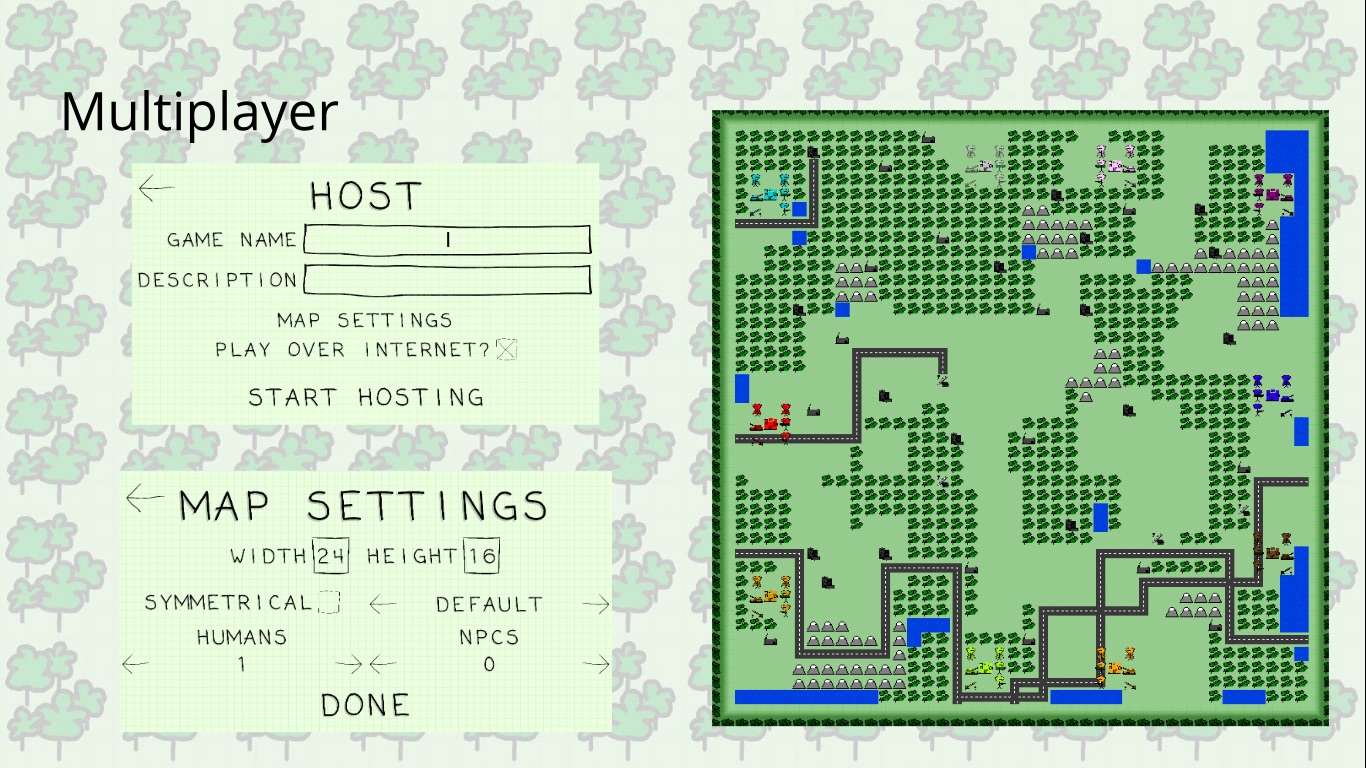 Multiplayer
HOST
GAME NAME
DESCRIPTION
MAP SETTINGS
PLAY OVER INTERNET?
START HOSTING
MAP SETTINGS
WIDTH 24 HEIGHT 16
SYMMETRICAL DEFAULT
HUMANS NPCS
1 0
DONE